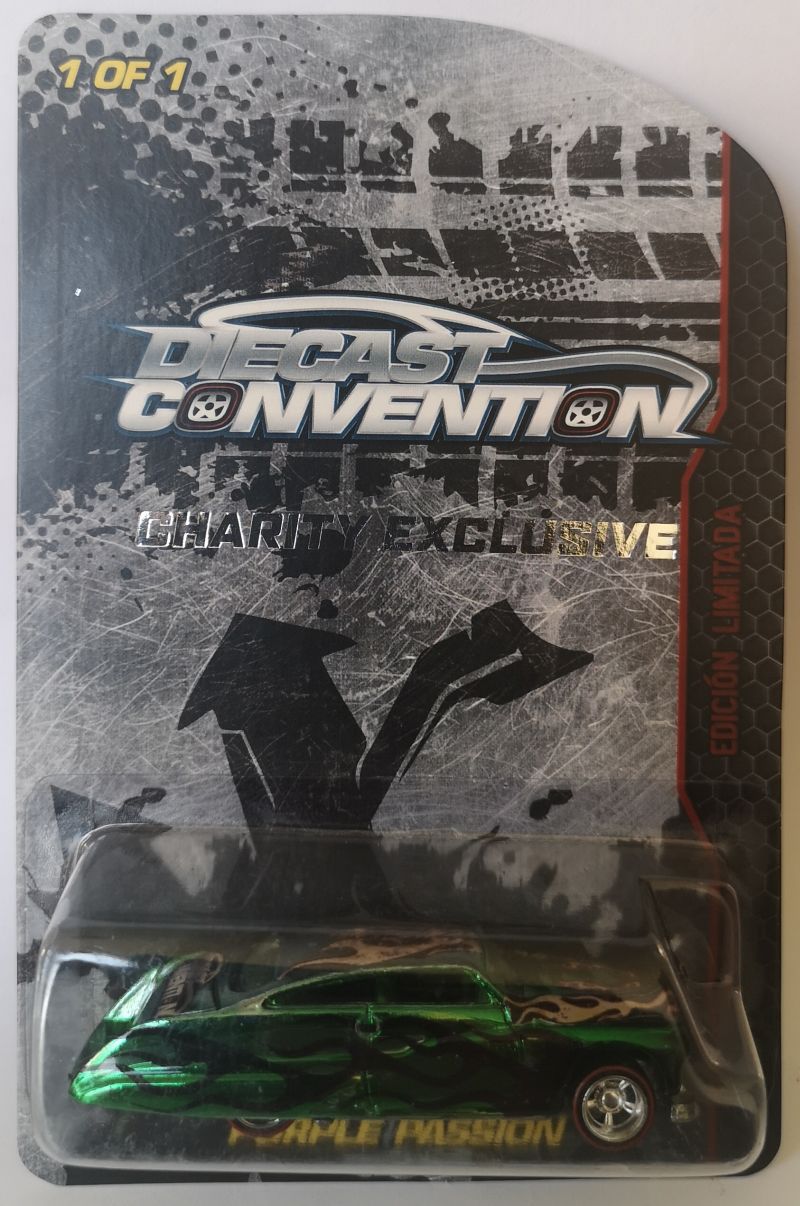 1 OF 1
DIECAST
CONVENTION
CHARITY EXCLUSIVE
EDICIÓN LIMITADA
PURPLE PASSION